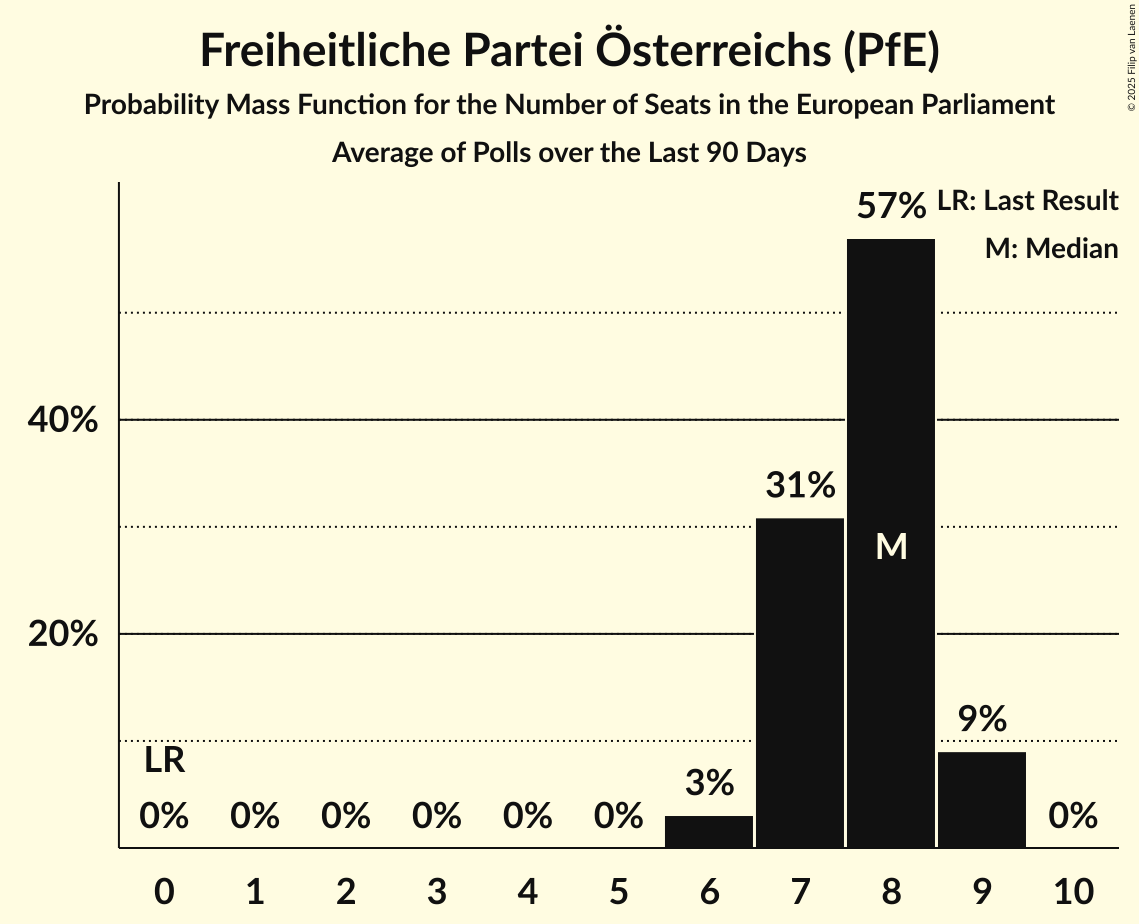 Freiheitliche Partei Österreichs (PfE)
Probability Mass Function for the Number of Seats in the European Parliament
Average of Polls over the Last 90 Days
© 2025 Filip van Laenen
LR: Last Result
M: Median
57%
40%
31%
M
20%
9%
LR
3%
0% 0% 0% 0% 0% 0% 0%
0 1 2 3 4 5 6 7 8 9 10